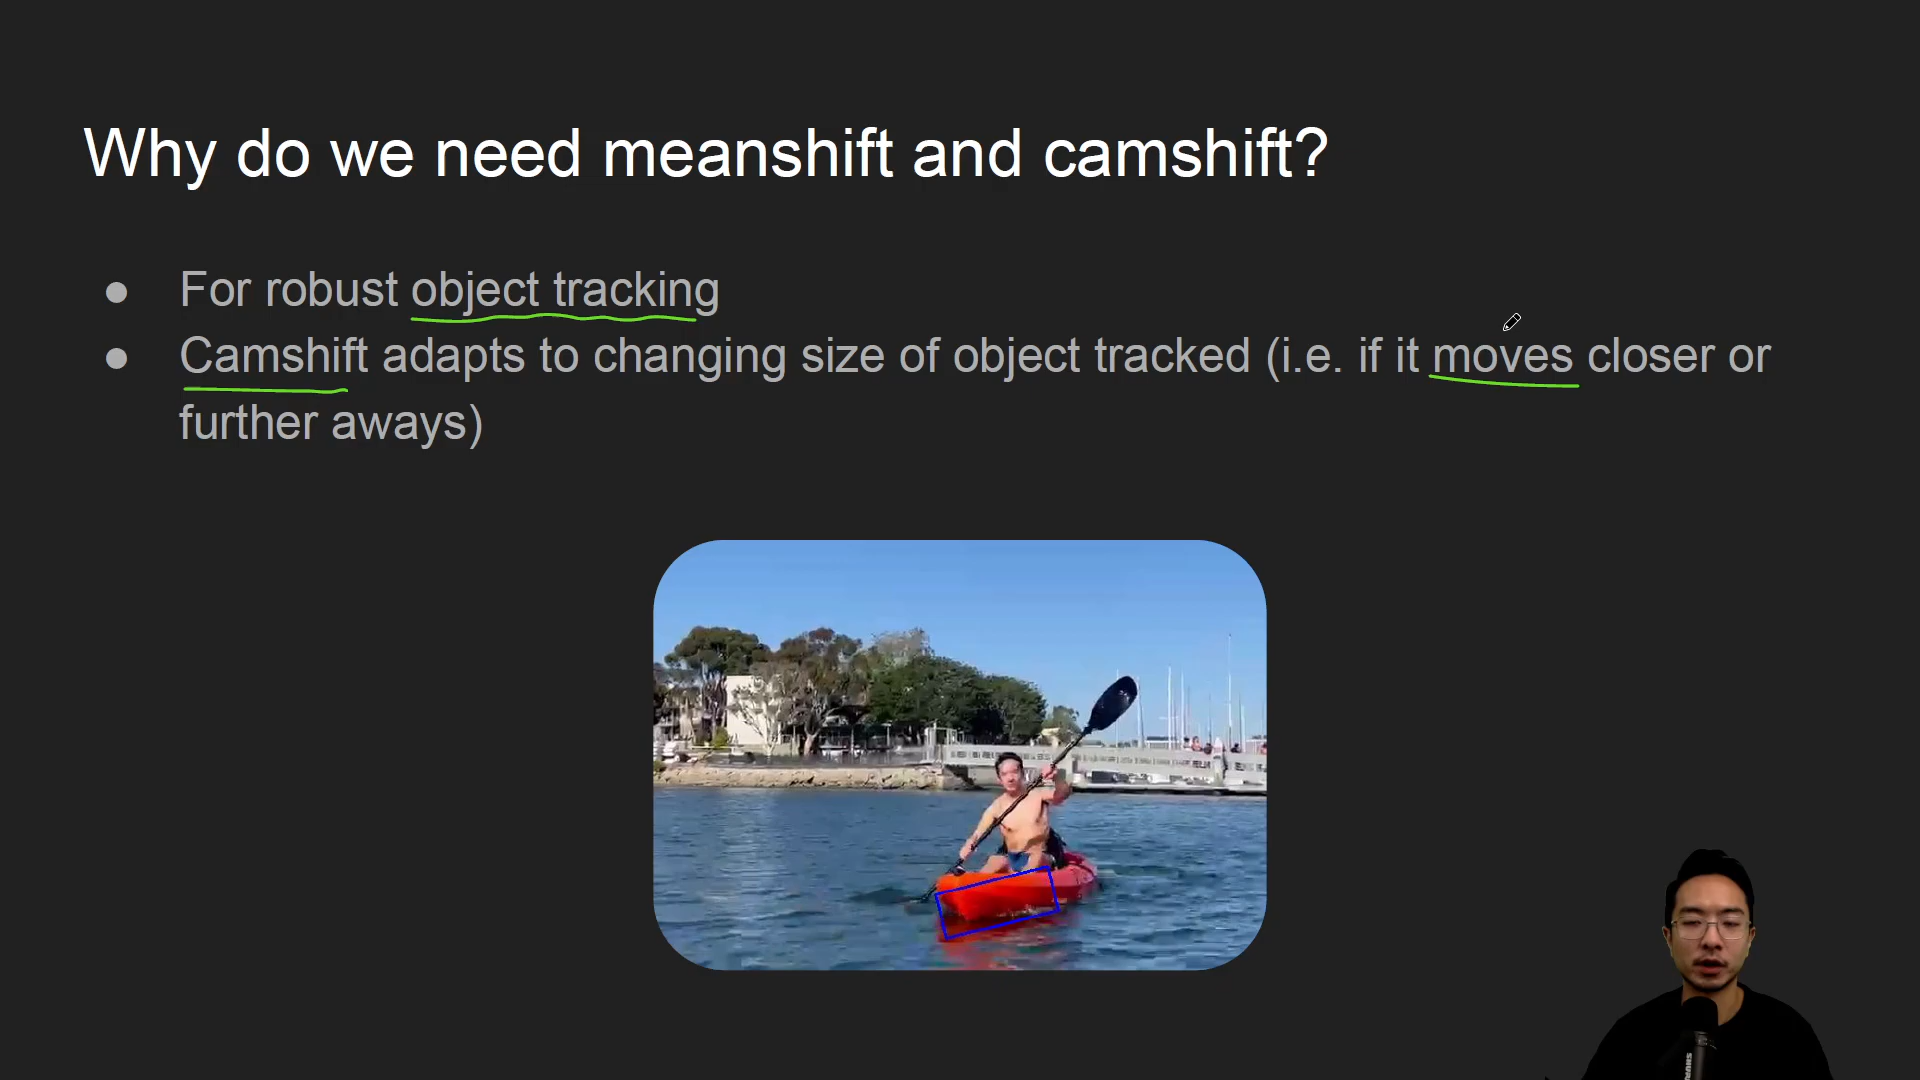 Why do we need meanshift and camshift?
● For robust object tracking
● Camshift adapts to changing size of object tracked (i.e. if it moves closer or
further aways)
SHURE